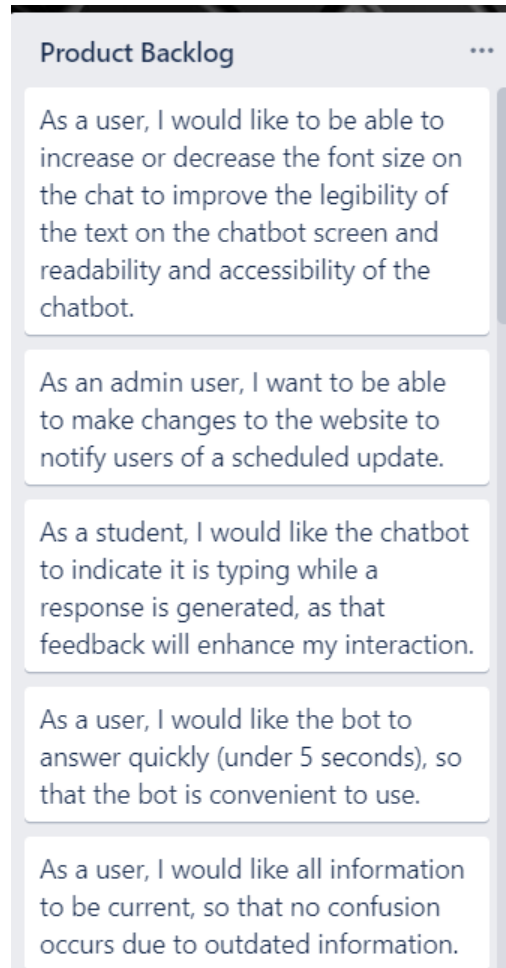 Product Backlog
As a user, I would like to be able to
increase or decrease the font size on
the chat to improve the legibility of
the text on the chatbot screen and
readability and accessibility of the
chatbot.
As an admin user, I want to be able
to make changes to the website to
notify users of a scheduled update.
As a student, I would like the chatbot
to indicate it is typing while a
response is generated, as that
feedback will enhance my interaction.
As a user, I would like the bot to
answer quickly (under 5 seconds), so
that the bot is convenient to use.
As a user, I would like all information
to be current, so that no confusion
occurs due to outdated information.